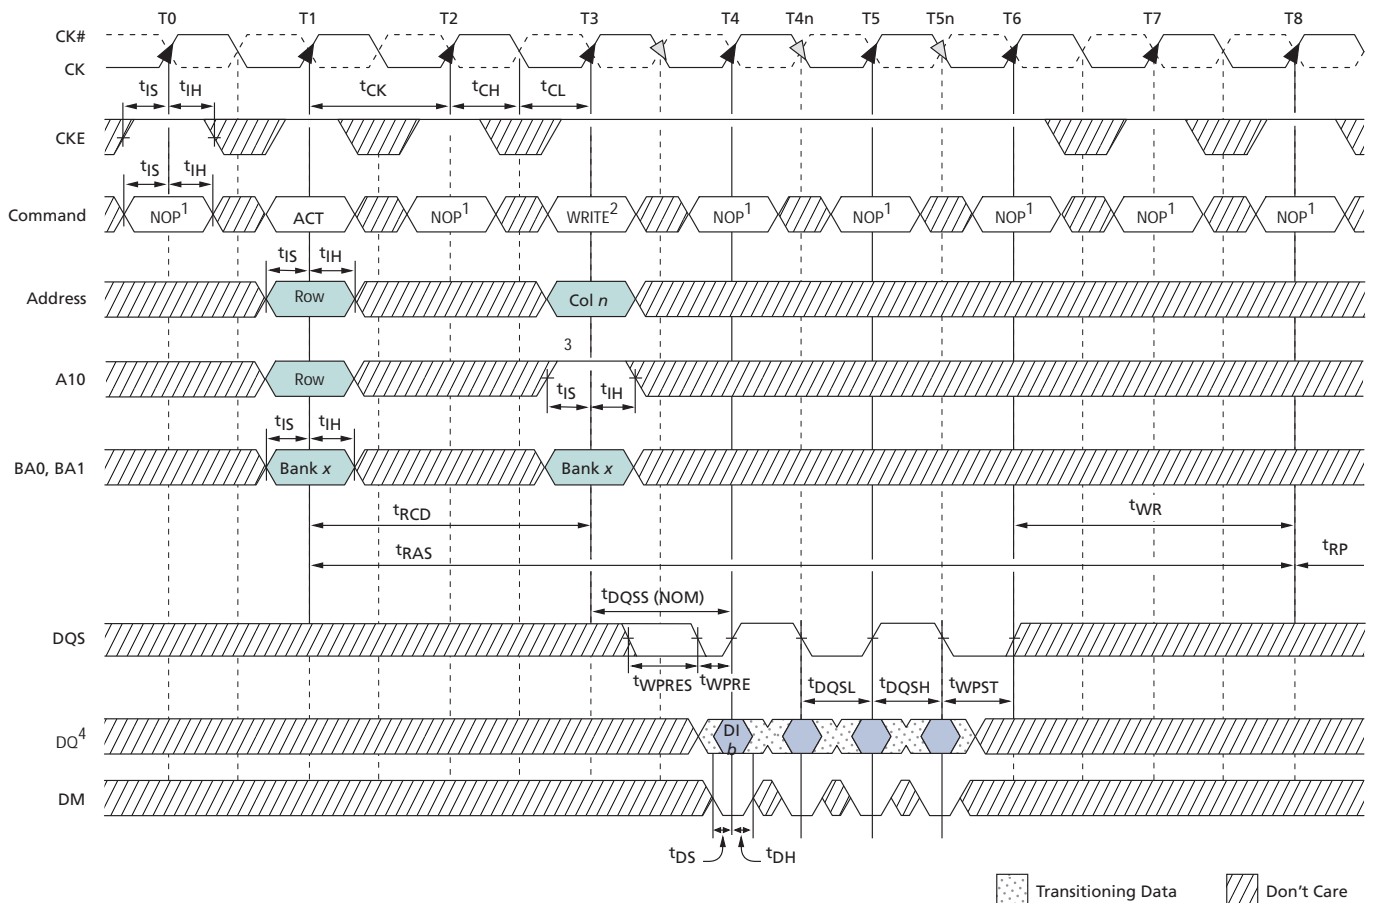 T0 T1 T2 T3 T4 T4n T5 T5n T6 T7 T8
CK#
CK
tIS tIH tCK tCH tCL
CKE
tIS tIH
Command NOP1 ACT NOP1 WRITE2 NOP1 NOP1 NOP1 NOP1 NOP1
tIS tIH
Address Row Col n
3
A10 Row
tIS tIH
tIS tIH
BA0, BA1 Bank x Bank x
tRCD tWR
tRAS tRP
tDQSS (NOM)
DQS
tWPRES tWPRE tDQSL tDQSH tWPST
DQ4 DI
b
DM
tDS tDH
Transitioning Data Don't Care